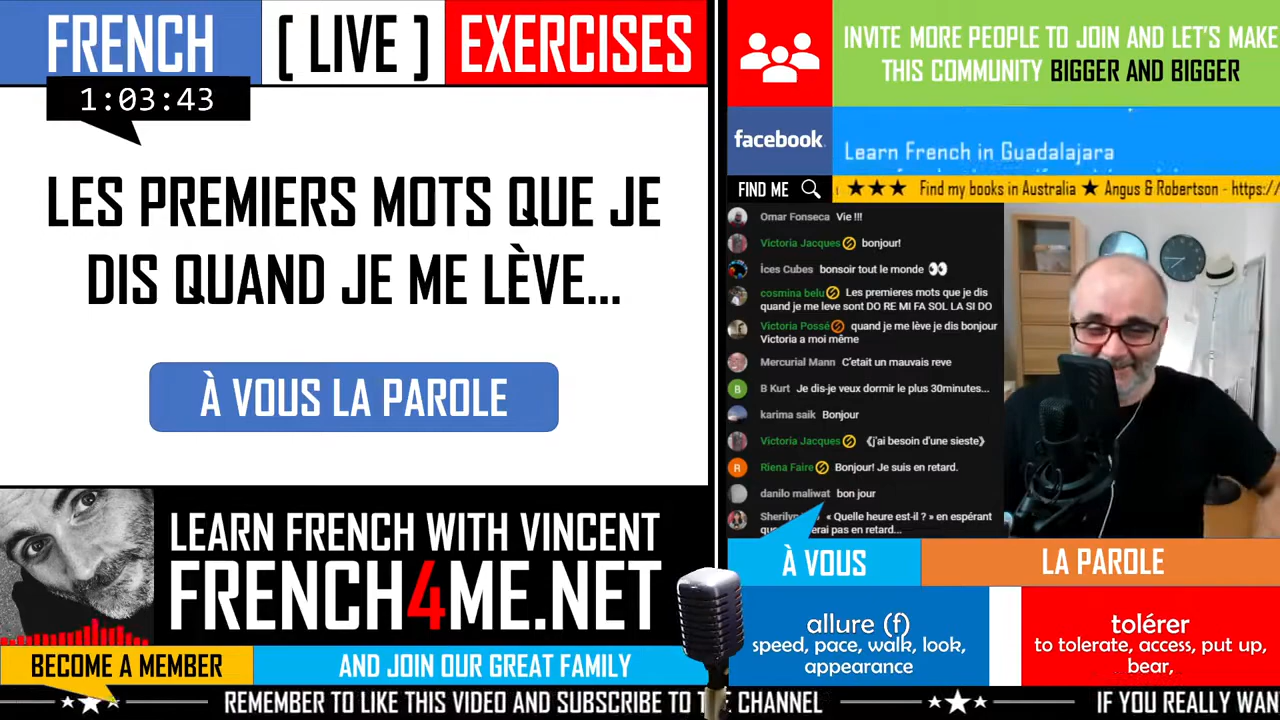 FRENCH
[ LIVE ]
EXERCISES
1:03:43
LES PREMIERS MOTS QUE JE
DIS QUAND JE ME LÈVE...
À VOUS LA PAROLE
LEARN FRENCH WITH VINCENT
FRENCH4ME.NET
BECOME A MEMBER
AND JOIN OUR GREAT FAMILY
INVITE MORE PEOPLE TO JOIN AND LET'S MAKE
THIS COMMUNITY BIGGER AND BIGGER
facebook.
Learn French in Guadalajara
FIND ME
★★★ Find my books in Australia ★ Angus & Robertson - https:/
Omar Fonseca Vie !!!
Victoria Jacques bonjour!
İces Cubes bonsoir tout le monde 👀
cosmina belu Les premieres mots que je dis
quand je me leve sont DO RE MI FA SOL LA SI DO
Victoria Possé quand je me lève je dis bonjour
Victoria a moi même
Mercurial Mann C'etait un mauvais reve
B B Kurt Je dis-je veux dormir le plus 30minutes...
karima saik Bonjour
Victoria Jacques 《j'ai besoin d'une sieste》
R Riena Faire Bonjour! Je suis en retard.
danilo maliwat bon jour
« Quelle heure est-il ? » en espérant
pas en retard...
À VOUS
LA PAROLE
allure (f)
speed, pace, walk, look,
appearance
tolérer
to tolerate, access, put up,
bear,
REMEMBER TO LIKE THIS VIDEO AND SUBSCRIBE TO CHANNEL
IF YOU REALLY WAN